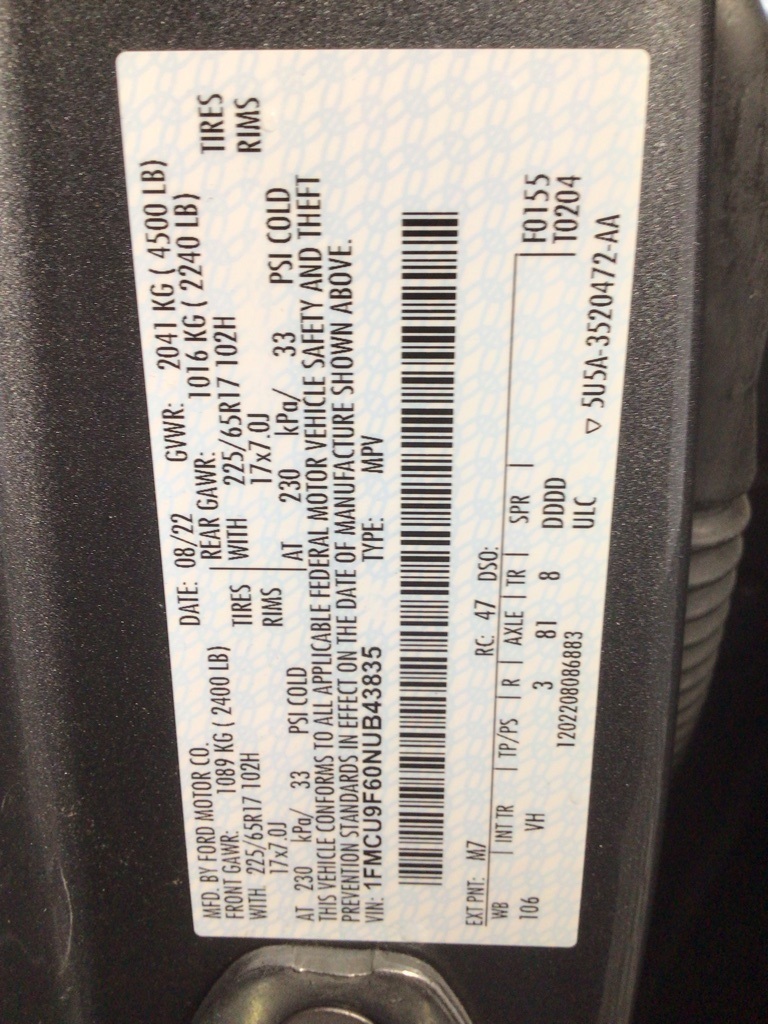 MFD. BY FORD MOTOR CO.
DATE: 08/22 GVWR: 2041 KG ( 4500 LB)
FRONT GAWR: 1089 KG ( 2400 LB)
REAR GAWR: 1016 KG ( 2240 LB)
WITH 225/65R17 102H TIRES
WITH 225/65R17 102H TIRES
17x7.0J RIMS
17x7.0J RIMS
AT 230 kPa/ 33 PSI COLD
AT 230 kPa/ 33 PSI COLD
THIS VEHICLE CONFORMS TO ALL APPLICABLE FEDERAL MOTOR VEHICLE SAFETY AND THEFT
PREVENTION STANDARDS IN EFFECT ON THE DATE OF MANUFACTURE SHOWN ABOVE.
VIN: 1FMCU9F60NUB43835 TYPE: MPV
EXT PNT: M7 RC: 47 DSO:
WB INT TR TP/PS R AXLE TR SPR F0155
106 VH 3 8I 8 DDDD T0204
1202208086883 ULC
▽ 5U5A-3520472-AA